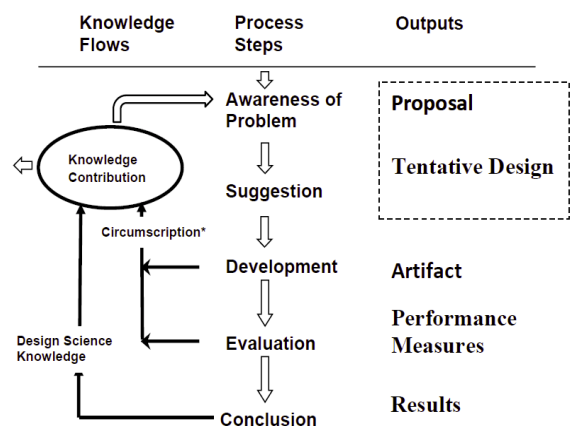 Knowledge
Flows
Process
Steps
Outputs
Awareness of
Problem
Proposal
Knowledge
Contribution
Tentative Design
Suggestion
Circumscription*
Development
Artifact
Design Science
Knowledge
Evaluation
Performance
Measures
Conclusion
Results